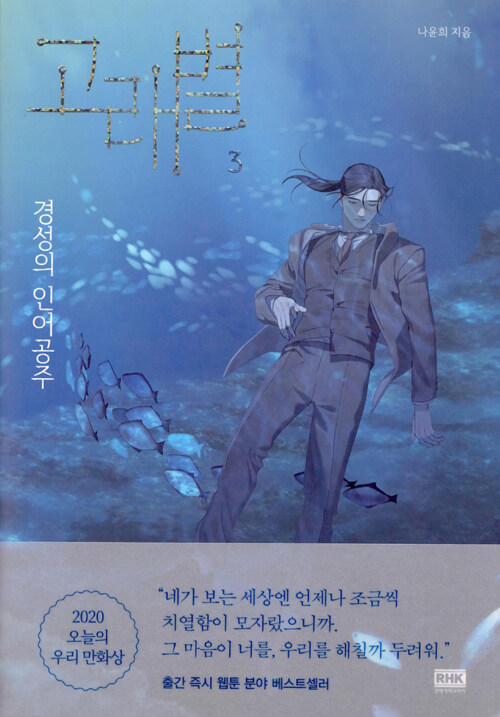 나윤희 지음
고래별
3
경성의 인어공주
2020
오늘의
우리 만화상
“네가 보는 세상엔 언제나 조금씩
치열함이 모자랐으니까.
그 마음이 너를, 우리를 해칠까 두려워.”
출간 즉시 웹툰 분야 베스트셀러
RHK